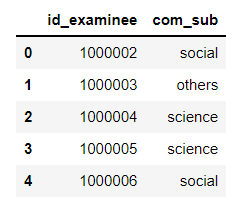 id_examinee com_sub
0 1000002 social
1 1000003 others
2 1000004 science
3 1000005 science
4 1000006 social